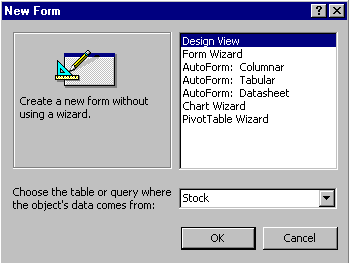 New Form
Create a new form without
using a wizard.
Design View
Form Wizard
AutoForm: Columnar
AutoForm: Tabular
AutoForm: Datasheet
Chart Wizard
PivotTable Wizard
Choose the table or query where
the object's data comes from:
Stock
OK
Cancel